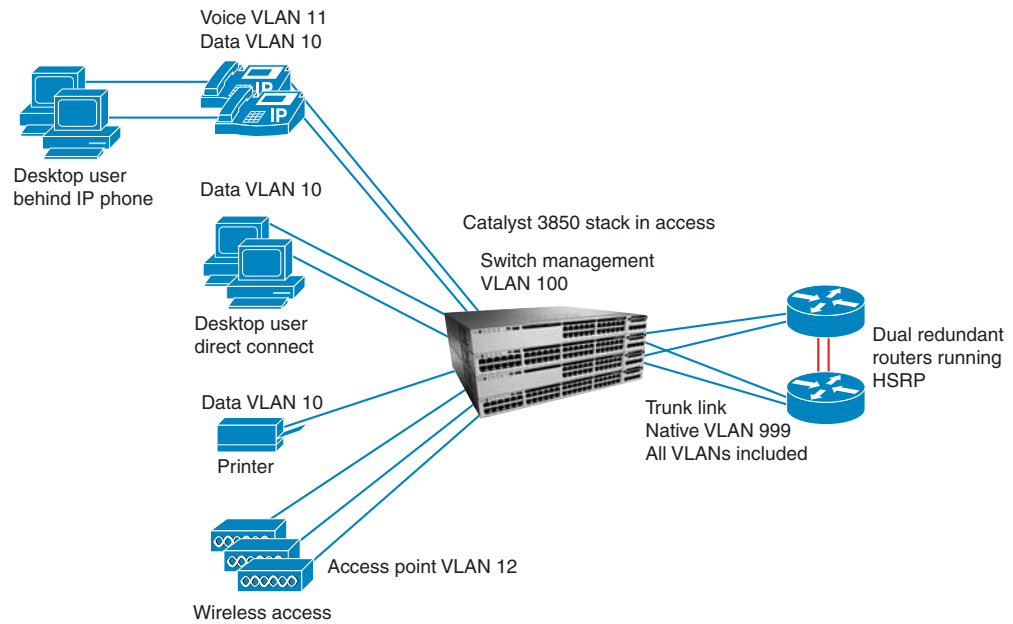 Voice VLAN 11
Data VLAN 10
IP
IP
Desktop user
behind IP phone
Data VLAN 10
Desktop user
direct connect
Catalyst 3850 stack in access
Switch management
VLAN 100
Dual redundant
routers running
HSRP
Trunk link
Native VLAN 999
All VLANs included
Data VLAN 10
Printer
Access point VLAN 12
Wireless access